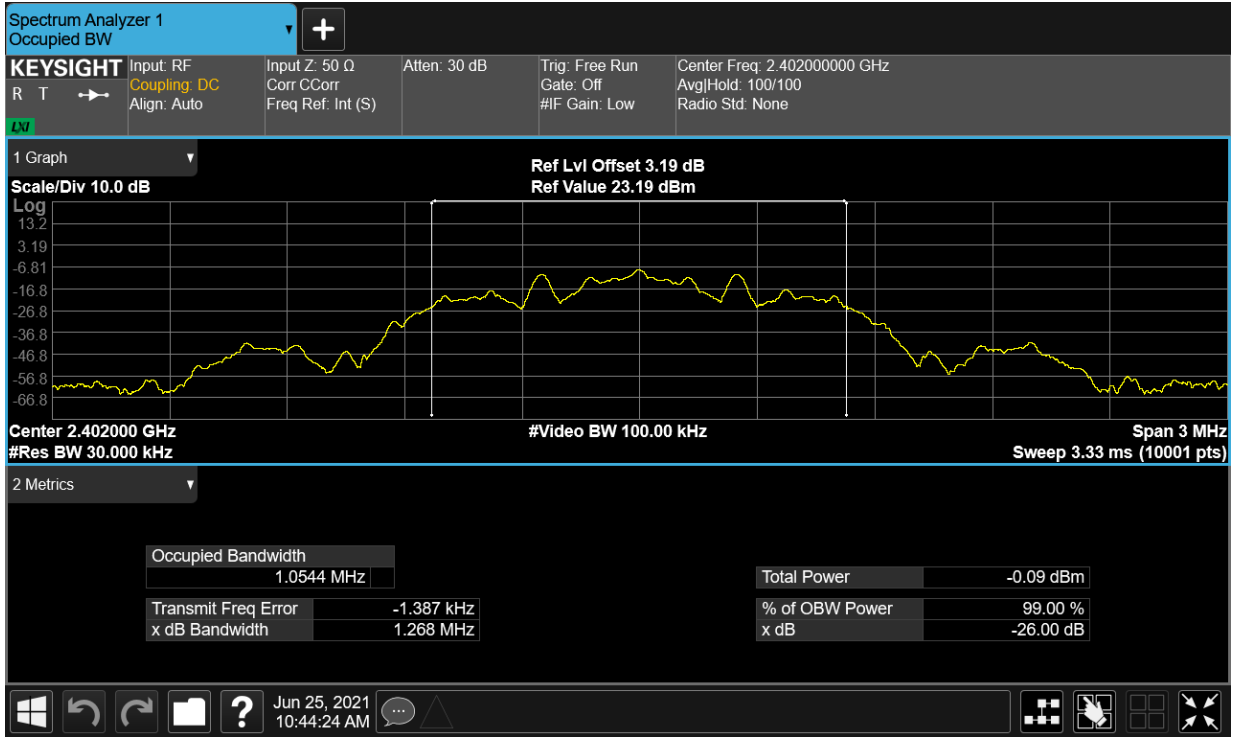 Spectrum Analyzer 1
Occupied BW
KEYSIGHT
R T
LXI
Input: RF
Coupling: DC
Align: Auto
Input Z: 50 Ω
Corr CCorr
Freq Ref: Int (S)
Atten: 30 dB
Trig: Free Run
Gate: Off
#IF Gain: Low
Center Freq: 2.402000000 GHz
Avg|Hold: 100/100
Radio Std: None
1 Graph
Ref Lvl Offset 3.19 dB
Scale/Div 10.0 dB
Ref Value 23.19 dBm
Log
13.2
3.19
-6.81
-16.8
-26.8
-36.8
-46.8
-56.8
-66.8
Center 2.402000 GHz
#Video BW 100.00 kHz
Span 3 MHz
#Res BW 30.000 kHz
Sweep 3.33 ms (10001 pts)
2 Metrics
Occupied Bandwidth
1.0544 MHz
Total Power -0.09 dBm
Transmit Freq Error -1.387 kHz
% of OBW Power 99.00 %
x dB Bandwidth 1.268 MHz
x dB -26.00 dB
?
Jun 25, 2021
10:44:24 AM